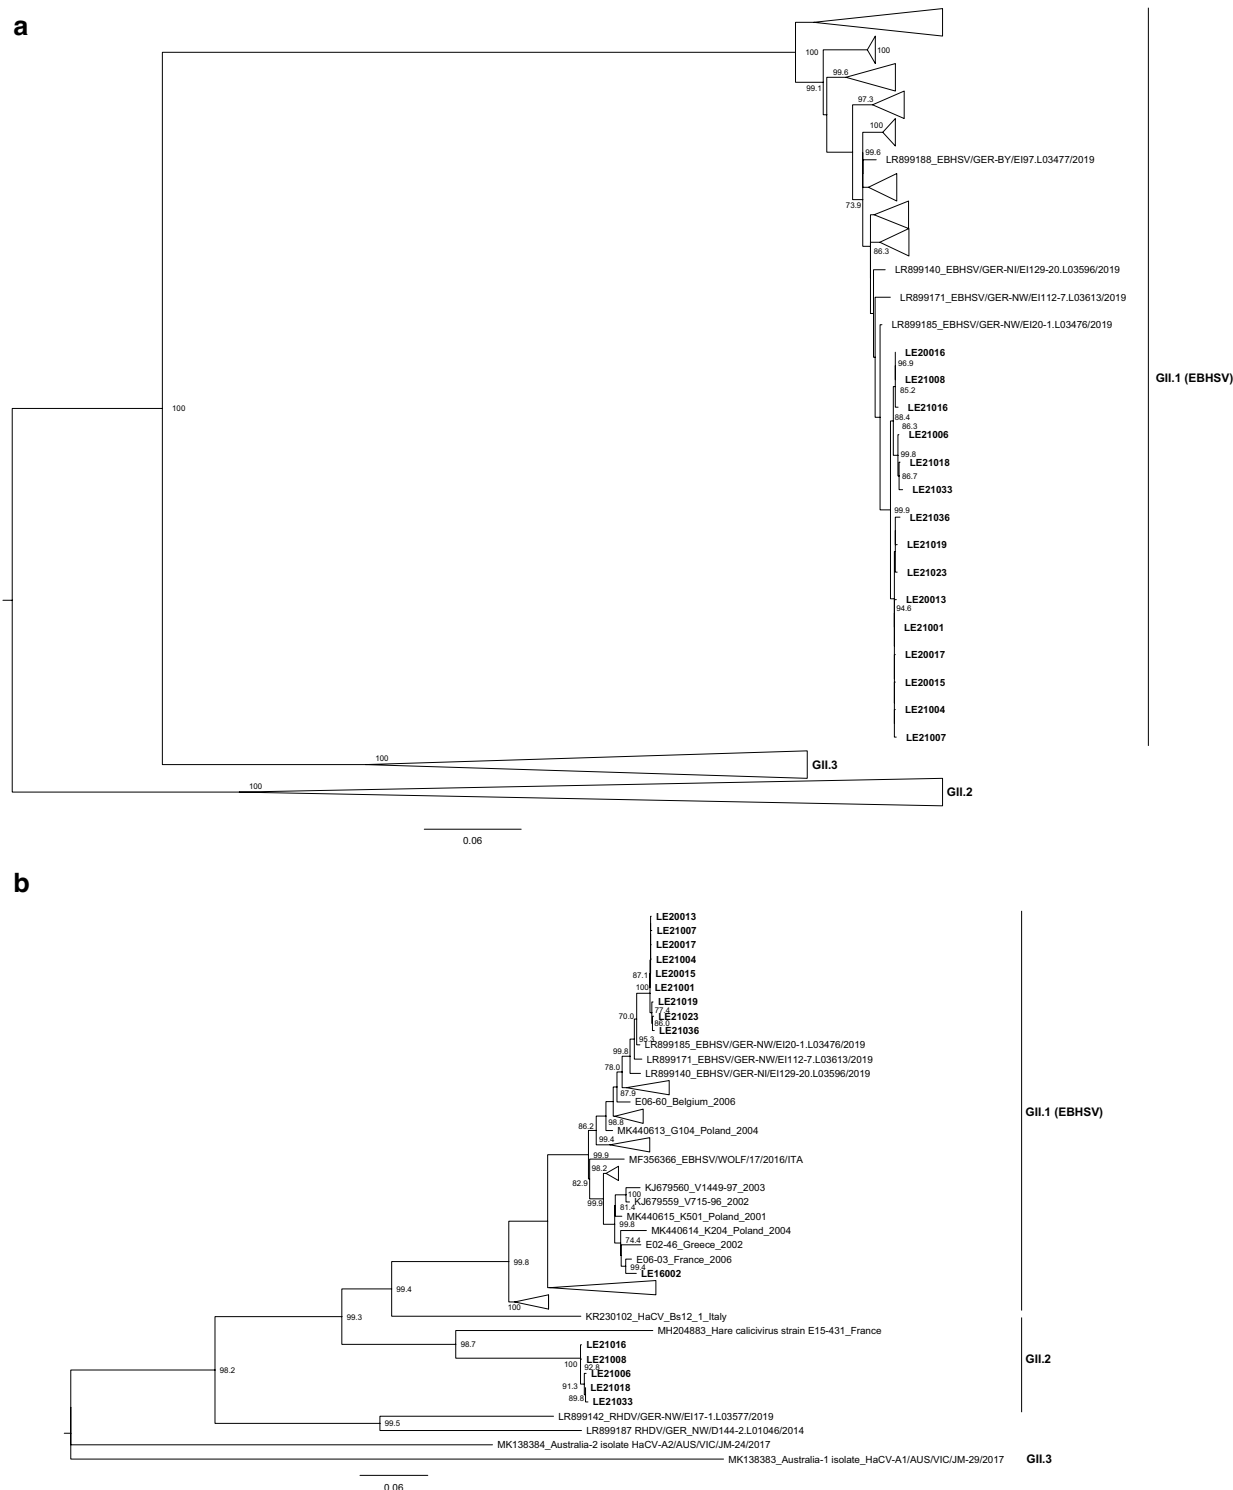 a
100
100
99.1
99.6
97.3
100
99.6
LR899188_EBHSV/GER-BY/EI97.L03477/2019
73.9
86.3
LR899140_EBHSV/GER-NI/EI129-20.L03596/2019
LR899171_EBHSV/GER-NW/EI112-7.L03613/2019
LR899185_EBHSV/GER-NW/EI20-1.L03476/2019
LE20016
96.9
GII.1 (EBHSV)
LE21008
85.2
LE21016
88.4
86.3
LE21006
99.8
LE21018
86.7
LE21033
99.9
LE21036
LE21019
LE21023
LE20013
94.6
LE21001
LE20017
LE20015
LE21004
LE21007
100
100
GII.3
100
GII.2
0.06
b
LE20013
LE21007
LE20017
LE21004
87.1
LE20015
100
LE21001
LE21019
77.4
70.0
LE21023
86.0
LE21036
95.3
LR899185_EBHSV/GER-NW/EI20-1.L03476/2019
99.8
LR899171_EBHSV/GER-NW/EI112-7.L03613/2019
78.0
LR899140_EBHSV/GER-NI/EI129-20.L03596/2019
87.9
E06-60_Belgium_2006
98.8
GII.1 (EBHSV)
86.2
MK440613_G104_Poland_2004
99.4
99.9
MF356366_EBHSV/WOLF/17/2016/ITA
98.2
82.9
KJ679560_V1449-97_2003
100
99.9
KJ679559_V715-96_2002
81.4
MK440615_K501_Poland_2001
99.8
MK440614_K204_Poland_2004
74.4
E02-46_Greece_2002
E06-03_France_2006
99.4
LE16002
99.8
99.4
100
99.3
KR230102_HaCV_Bs12_1_Italy
MH204883_Hare calicivirus strain E15-431_France
98.7
LE21016
GII.2
100
LE21008
92.8
98.2
LE21006
91.3
LE21018
89.8
LE21033
LR899142_RHDV/GER-NW/EI17-1.L03577/2019
99.5
LR899187 RHDV/GER_NW/D144-2.L01046/2014
MK138384_Australia-2 isolate HaCV-A2/AUS/VIC/JM-24/2017
MK138383_Australia-1 isolate_HaCV-A1/AUS/VIC/JM-29/2017
GII.3
0.06